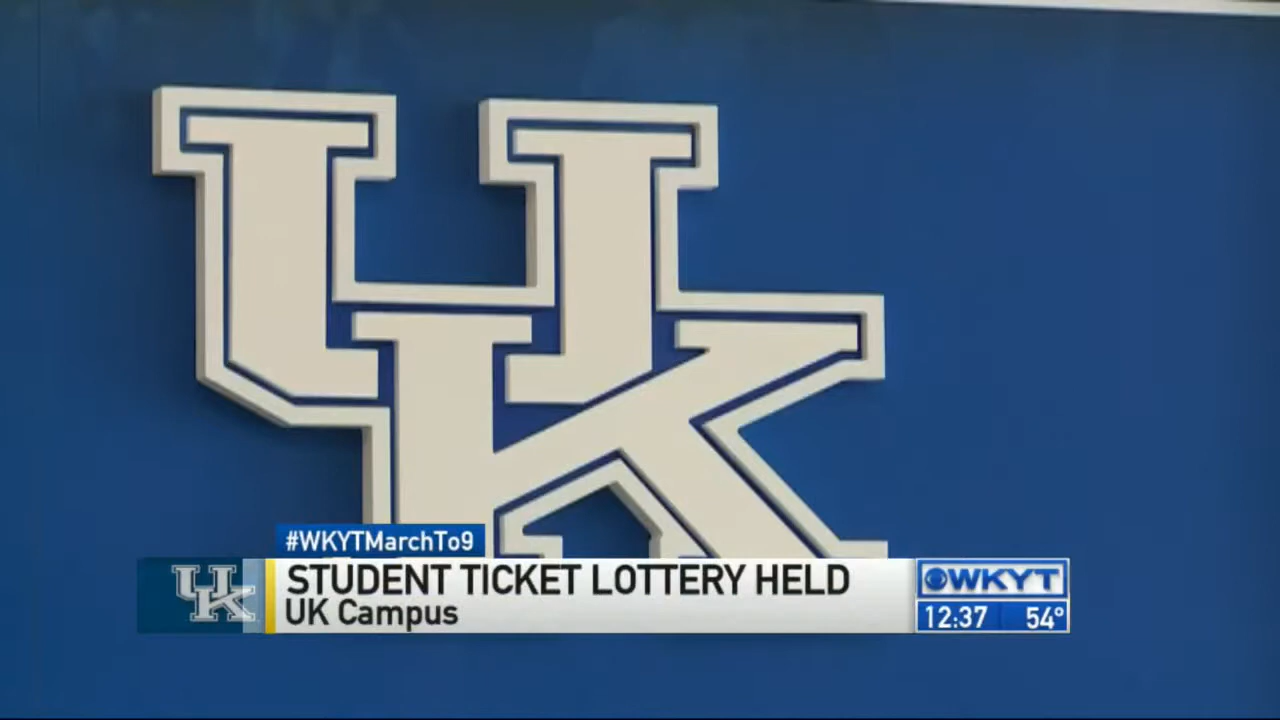 UK
#WKYTMarchTo9
STUDENT TICKET LOTTERY HELD
UK Campus
UK
WKYT
12:37 54°